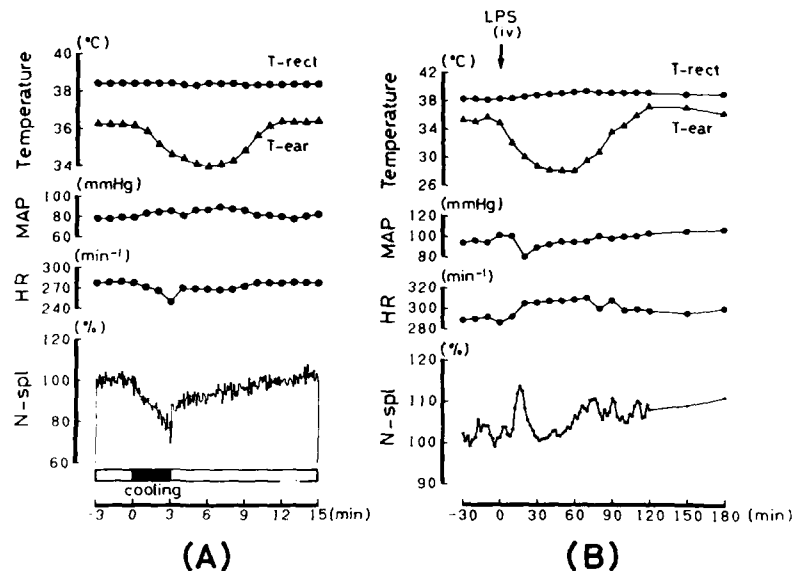 (°C)
40
38
36
34
Temperature
T-rect
T-ear
(mmHg)
100
80
60
MAP
(min⁻¹)
300
270
240
HR
(%)
120
100
80
60
N-spl
cooling
-3 0 3 6 9 12 15 (min)
(A)
LPS
(iv)
(°C)
42
38
34
30
26
Temperature
T-rect
T-ear
(mmHg)
120
100
80
MAP
(min⁻¹)
320
300
280
HR
(%)
120
110
100
90
N-spl
-30 0 30 60 90 120 150 180
(min)
(B)